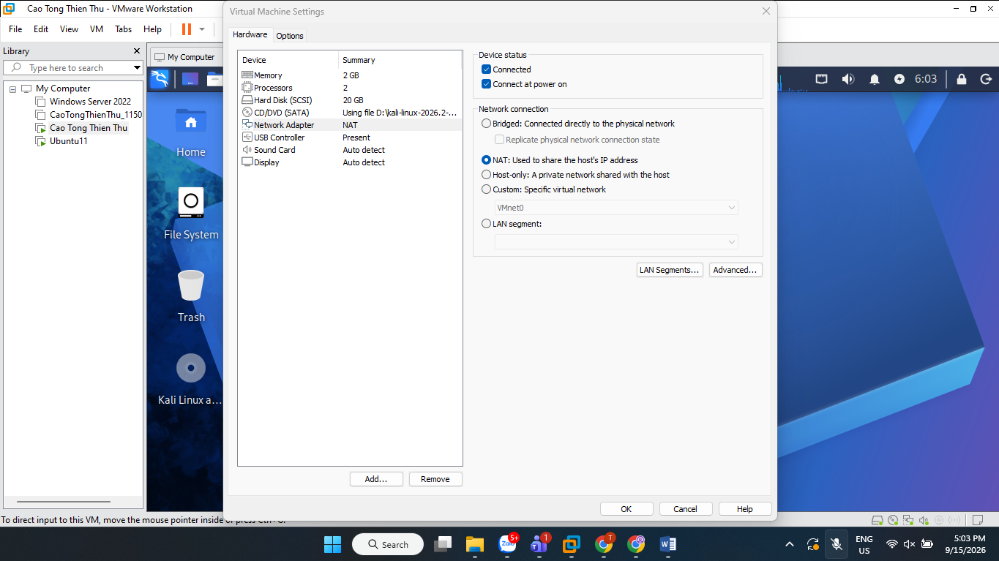 Cao Tong Thien Thu - VMware Workstation
File Edit View VM Tabs Help
Library
Type here to search
My Computer
Windows Server 2022
CaoTongThienThu_1150
Cao Tong Thien Thu
Ubuntu11
My Computer
6:03
Home
File System
Trash
Kali Linux a...
Virtual Machine Settings
Hardware Options
Device Summary
Memory 2 GB
Processors 2
Hard Disk (SCSI) 20 GB
CD/DVD (SATA) Using file D:\kali-linux-2026.2-...
Network Adapter NAT
USB Controller Present
Sound Card Auto detect
Display Auto detect
Add... Remove
Device status
Connected
Connect at power on
Network connection
Bridged: Connected directly to the physical network
Replicate physical network connection state
NAT: Used to share the host's IP address
Host-only: A private network shared with the host
Custom: Specific virtual network
VMnet0
LAN segment:
LAN Segments... Advanced...
OK Cancel Help
To direct input to this VM, move the mouse pointer inside or press Ctrl+G.
Search
Zalo
5+
1
T
ENG
US
5:03 PM
9/15/2026